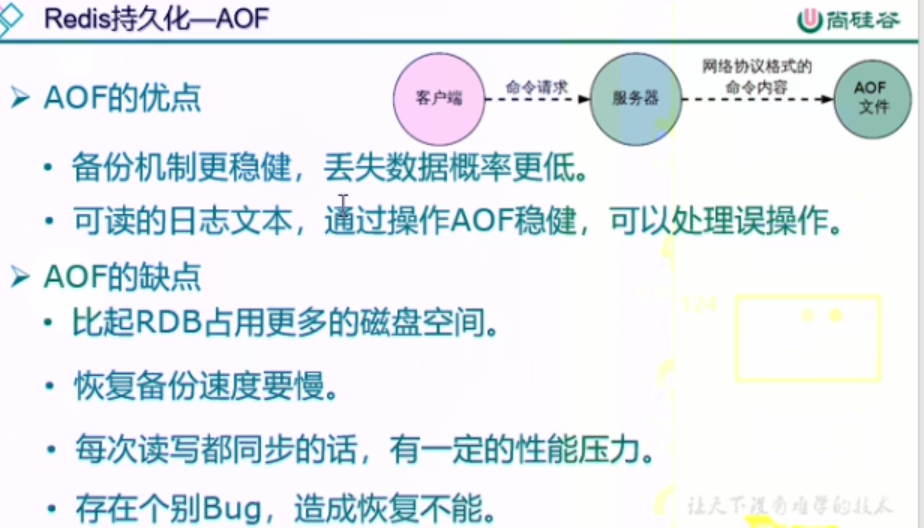 Redis持久化—AOF
尚硅谷
AOF的优点
客户端
命令请求
服务器
网络协议格式的
命令内容
AOF
文件
• 备份机制更稳健，丢失数据概率更低。
• 可读的日志文本，通过操作AOF稳健，可以处理误操作。
AOF的缺点
• 比起RDB占用更多的磁盘空间。
124
• 恢复备份速度要慢。
• 每次读写都同步的话，有一定的性能压力。
• 存在个别Bug，造成恢复不能。
让天下没有难学的技术